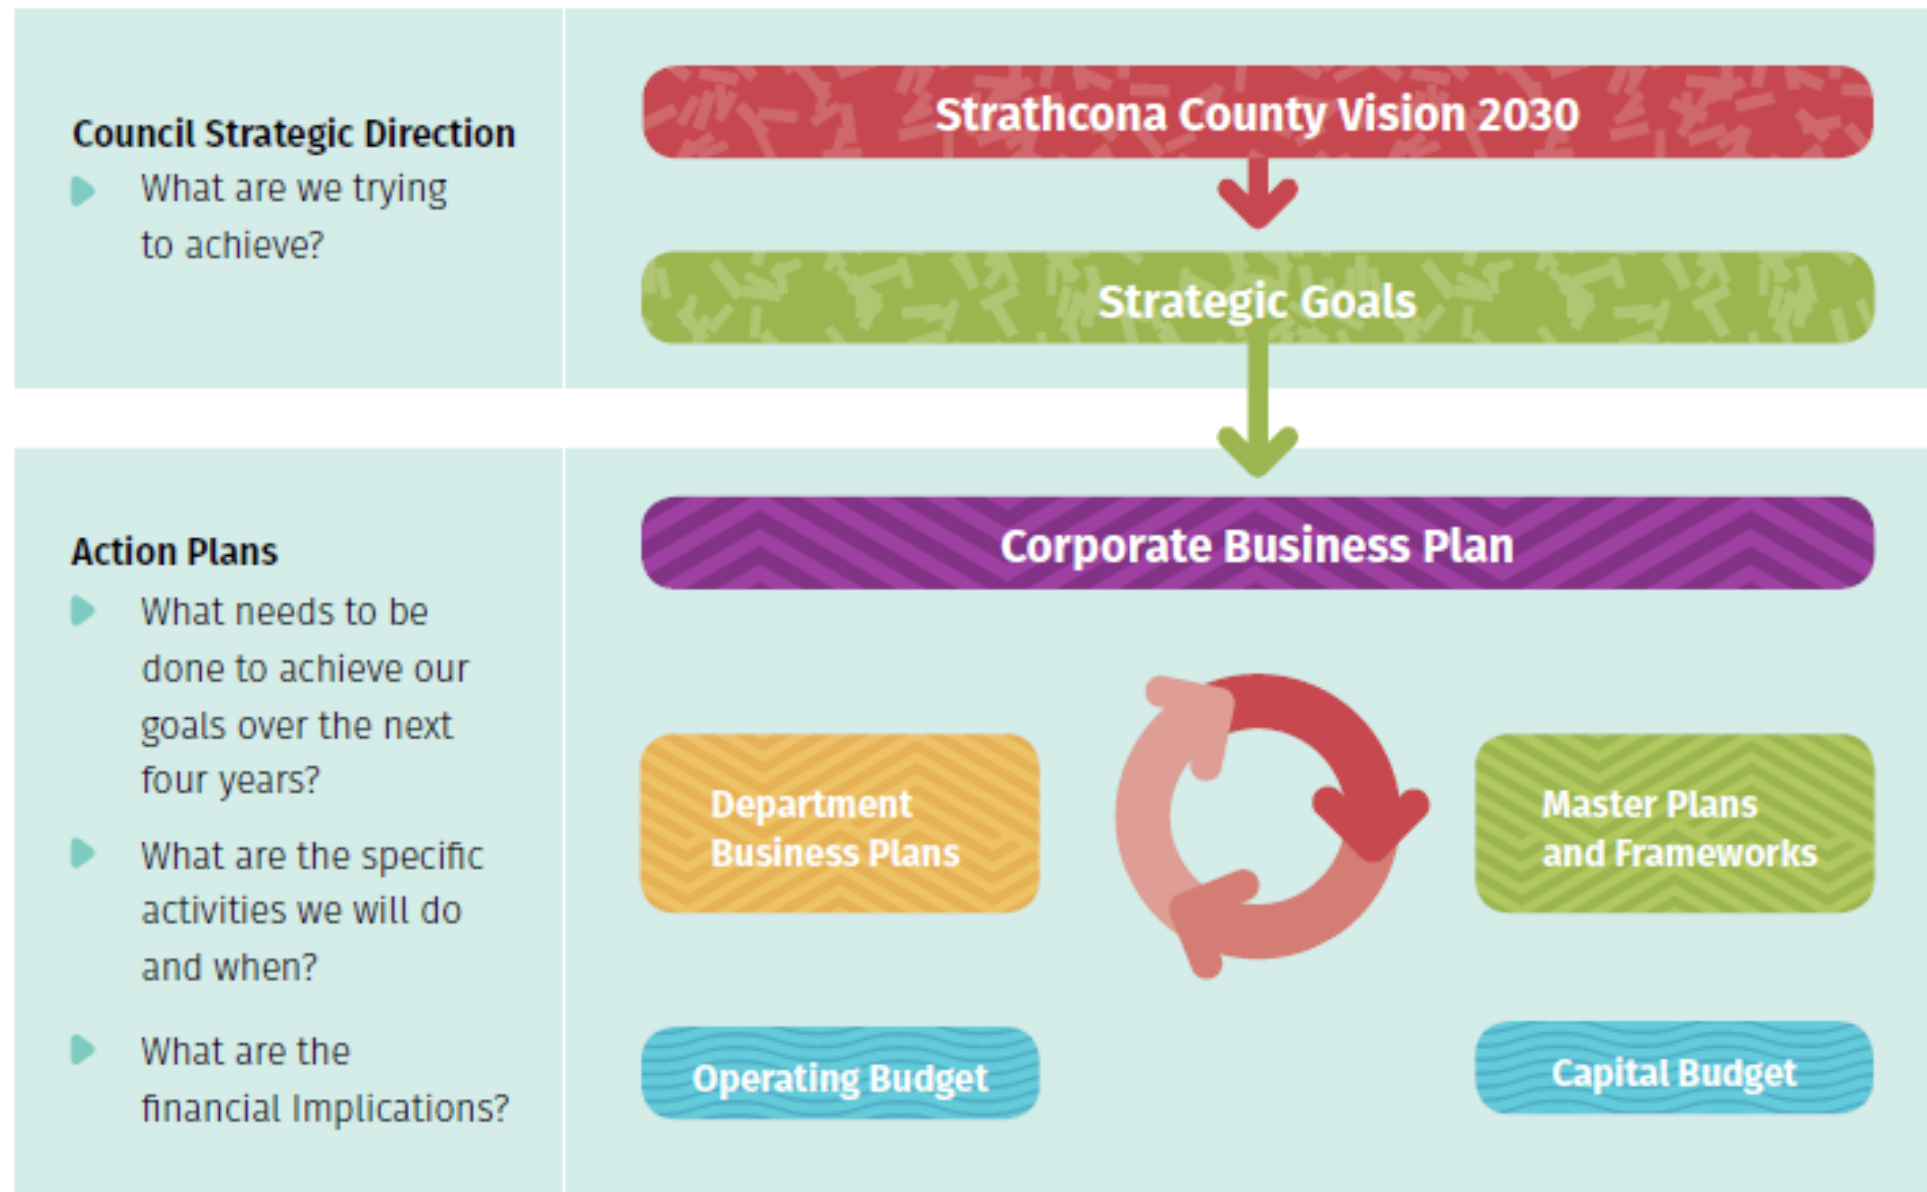 Council Strategic Direction
What are we trying
to achieve?
Strathcona County Vision 2030
Strategic Goals
Action Plans
What needs to be
done to achieve our
goals over the next
four years?
What are the specific
activities we will do
and when?
What are the
financial Implications?
Corporate Business Plan
Department
Business Plans
Master Plans
and Frameworks
Operating Budget
Capital Budget